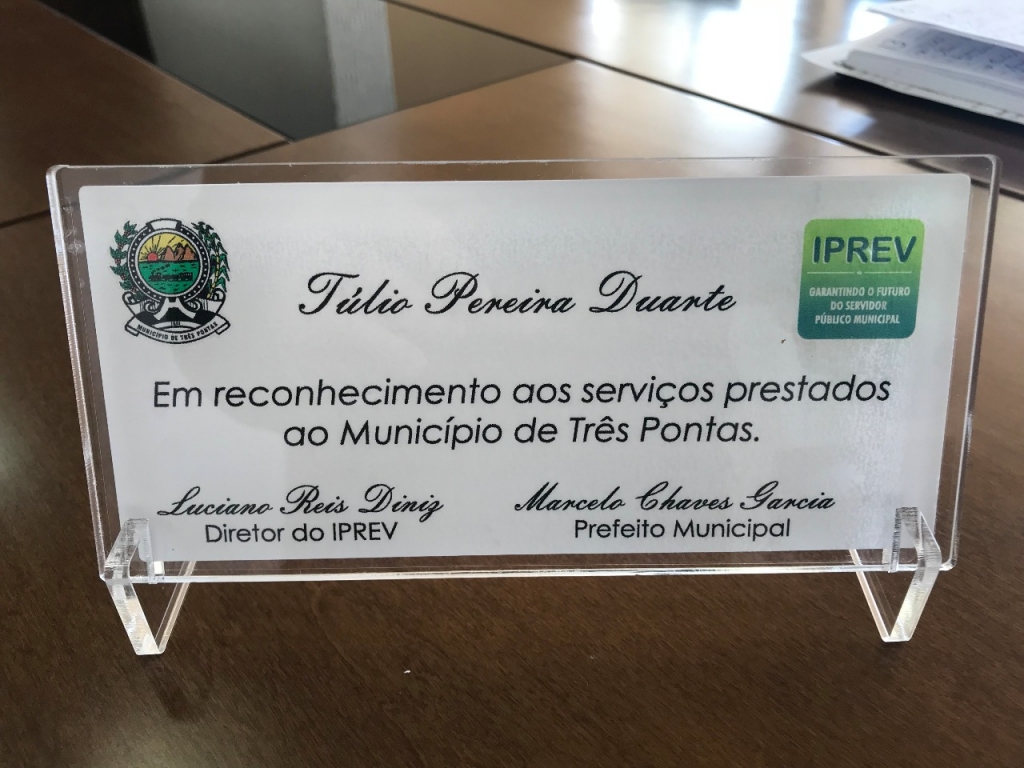 Túlio Pereira Duarte
IPREV
GARANTINDO O FUTURO
DO SERVIDOR
PÚBLICO MUNICIPAL
MUNICÍPIO DE TRÊS PONTAS
Em reconhecimento aos serviços prestados
ao Município de Três Pontas.
Luciano Reis Diniz
Diretor do IPREV
Marcelo Chaves Garcia
Prefeito Municipal